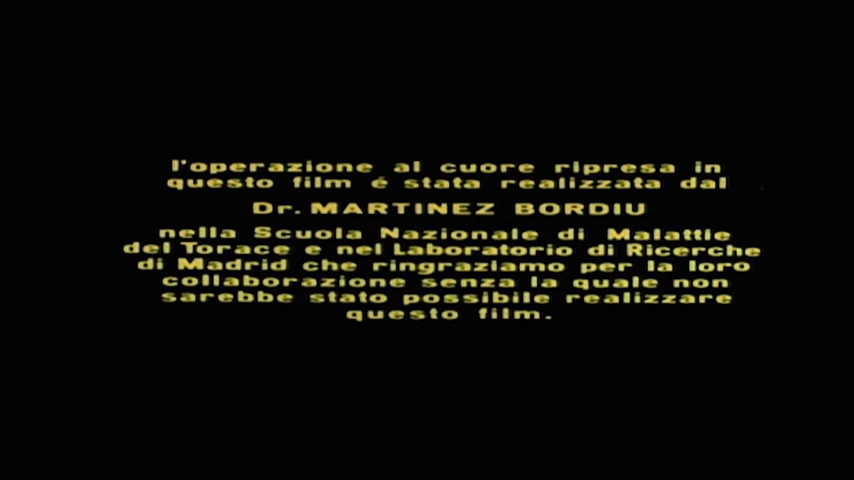 l'operazione al cuore ripresa in
questo film é stata realizzata dal
Dr. MARTINEZ BORDIU
nella Scuola Nazionale di Malattie
del Torace e nel Laboratorio di Ricerche
di Madrid che ringraziamo per la loro
collaborazione senza la quale non
sarebbe stato possibile realizzare
questo film.